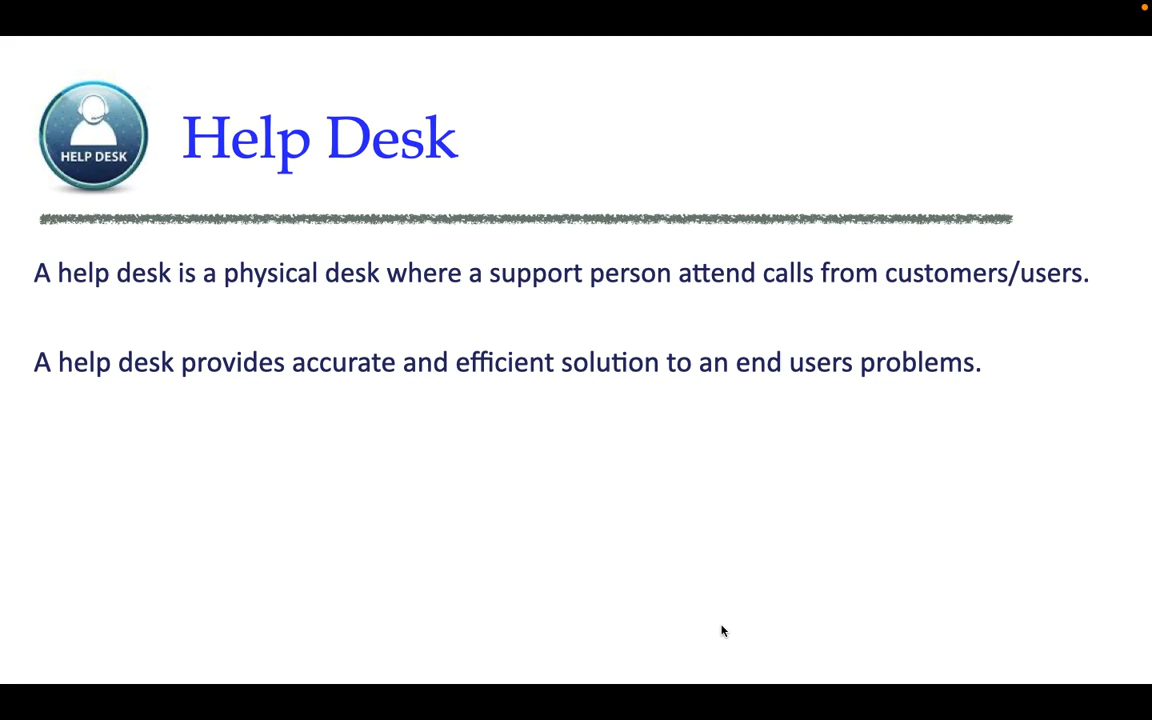 HELP DESK
Help Desk
A help desk is a physical desk where a support person attend calls from customers/users.
A help desk provides accurate and efficient solution to an end users problems.